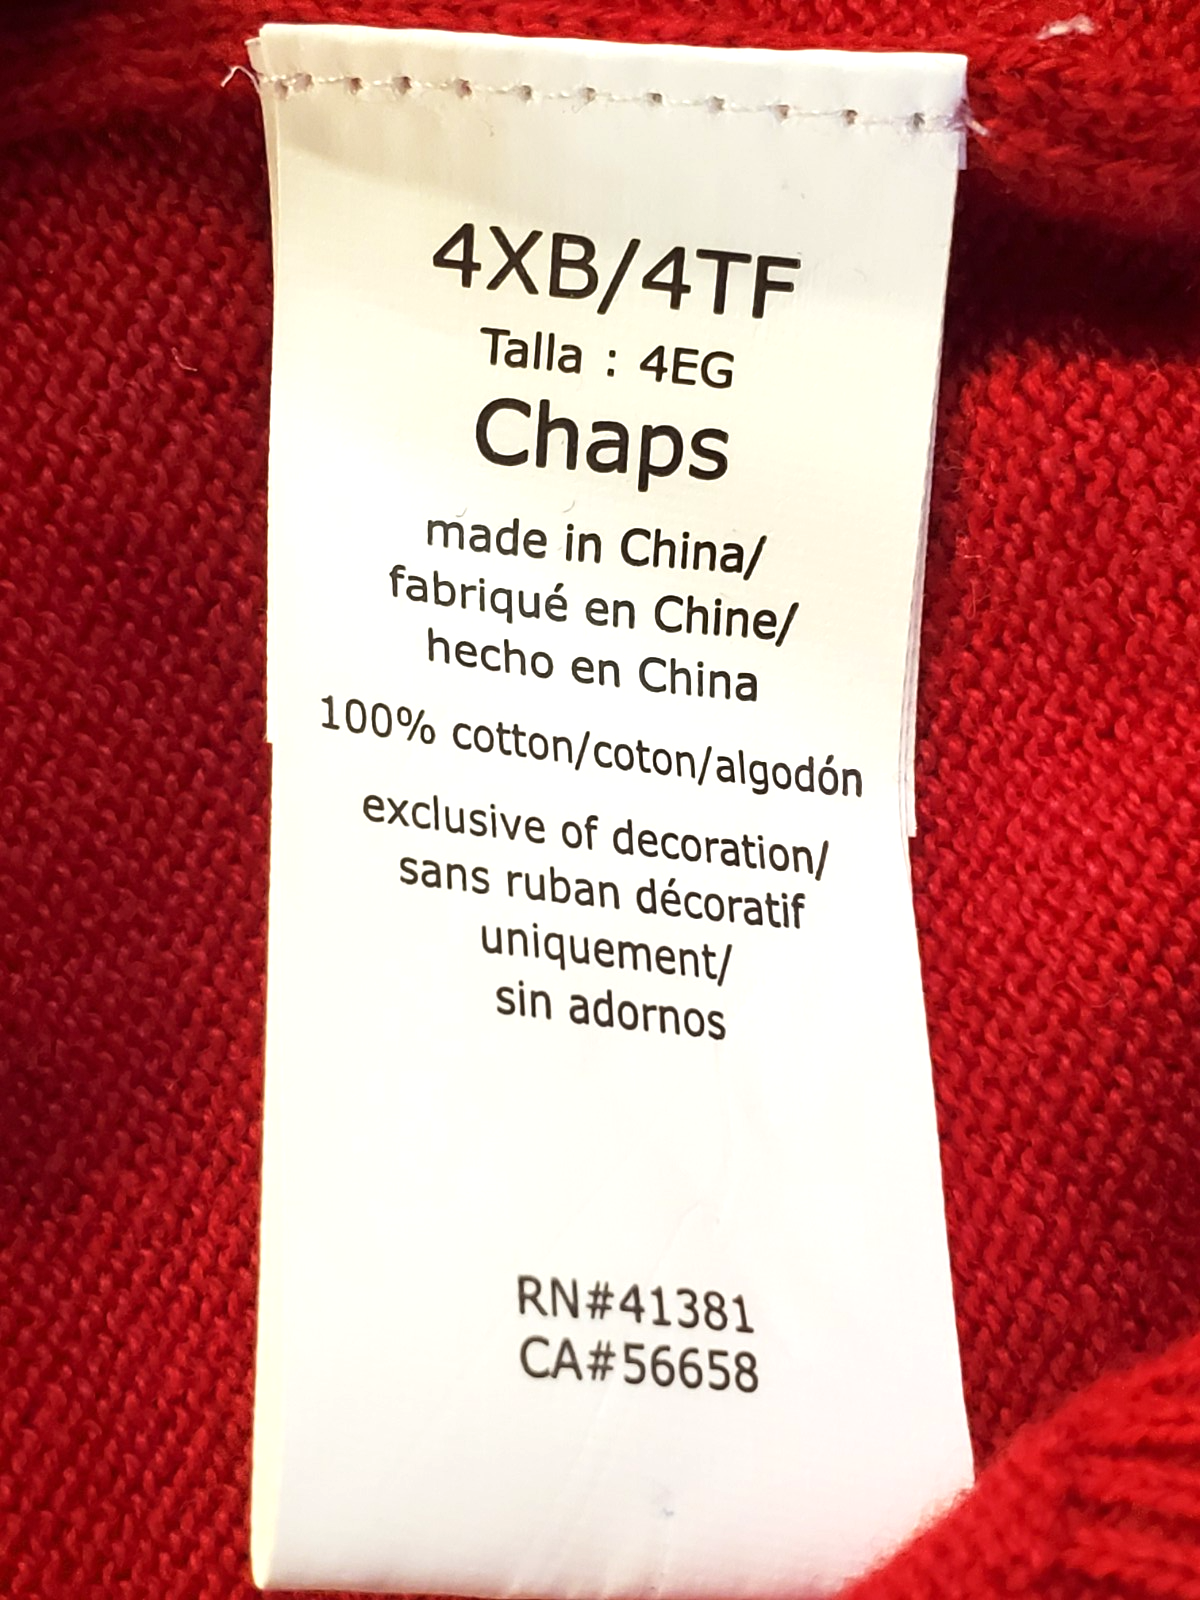 4XB/4TF
Talla : 4EG
Chaps
made in China/
fabriqué en Chine/
hecho en China
100% cotton/coton/algodón
exclusive of decoration/
sans ruban décoratif
uniquement/
sin adornos
RN#41381
CA#56658